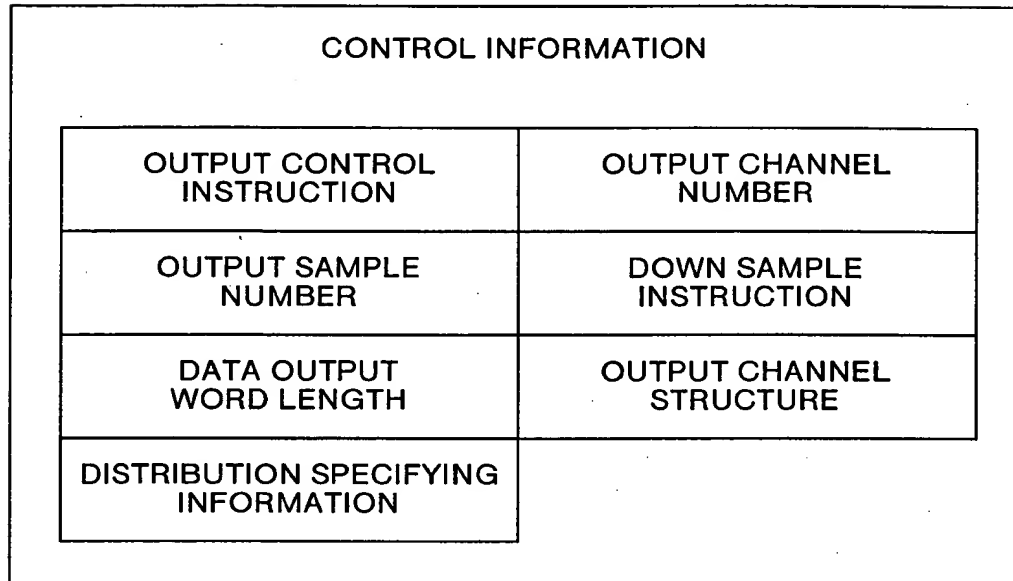 CONTROL INFORMATION
OUTPUT CONTROL
INSTRUCTION
OUTPUT CHANNEL
NUMBER
OUTPUT SAMPLE
NUMBER
DOWN SAMPLE
INSTRUCTION
DATA OUTPUT
WORD LENGTH
OUTPUT CHANNEL
STRUCTURE
DISTRIBUTION SPECIFYING
INFORMATION